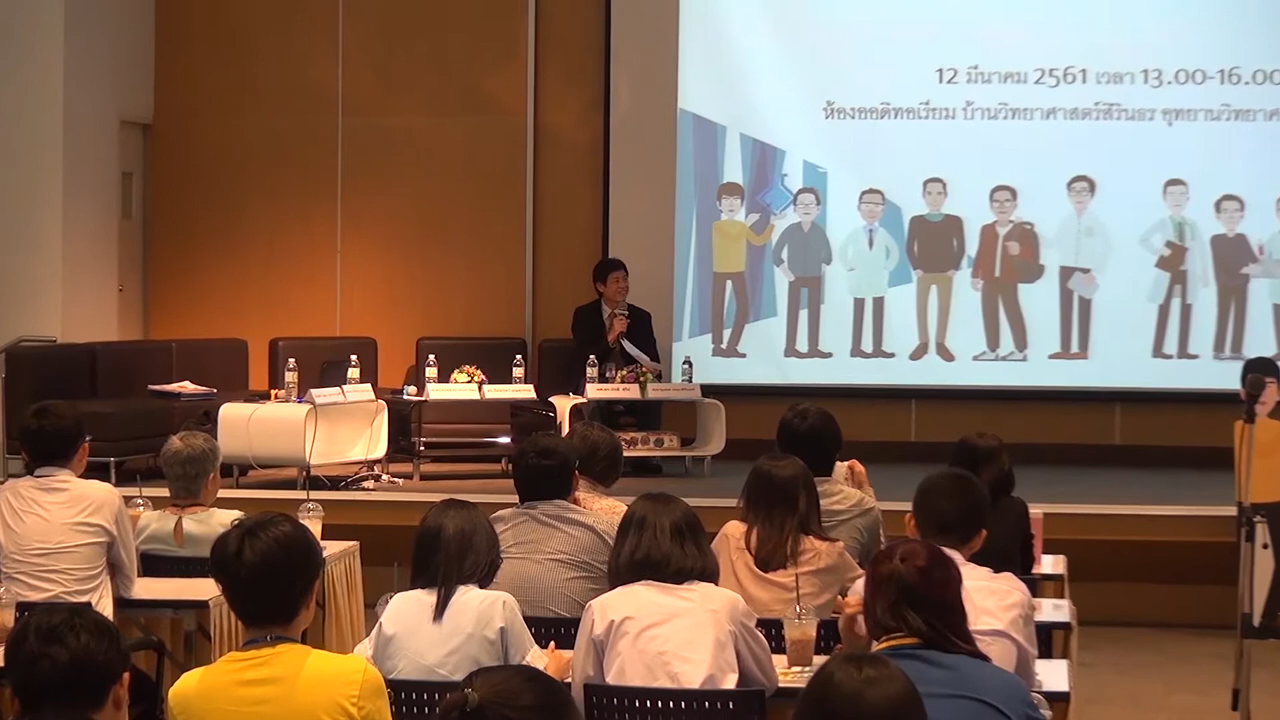 12 มีนาคม 2561 เวลา 13.00-16.00
ห้องออดิทอเรียม บ้านวิทยาศาสตร์สิรินธร อุทยานวิทยาศ